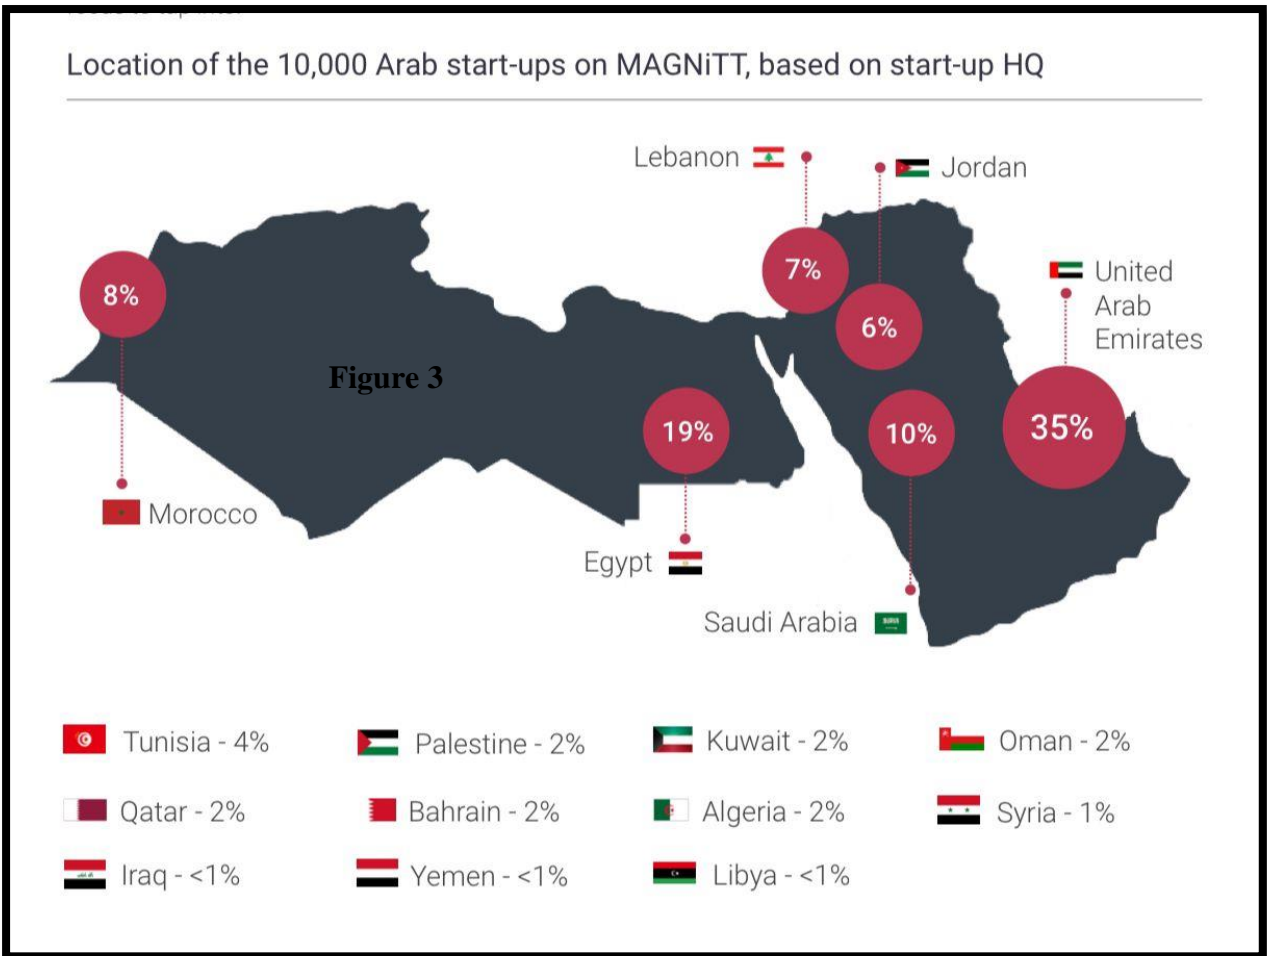 Location of the 10,000 Arab start-ups on MAGNiTT, based on start-up HQ
Lebanon
Jordan
7%
United
Arab
Emirates
8%
6%
Figure 3
19%
10%
35%
Morocco
Egypt
Saudi Arabia
Tunisia - 4%
Palestine - 2%
Kuwait - 2%
Oman - 2%
Qatar - 2%
Bahrain - 2%
Algeria - 2%
Syria - 1%
Iraq - <1%
Yemen - <1%
Libya - <1%